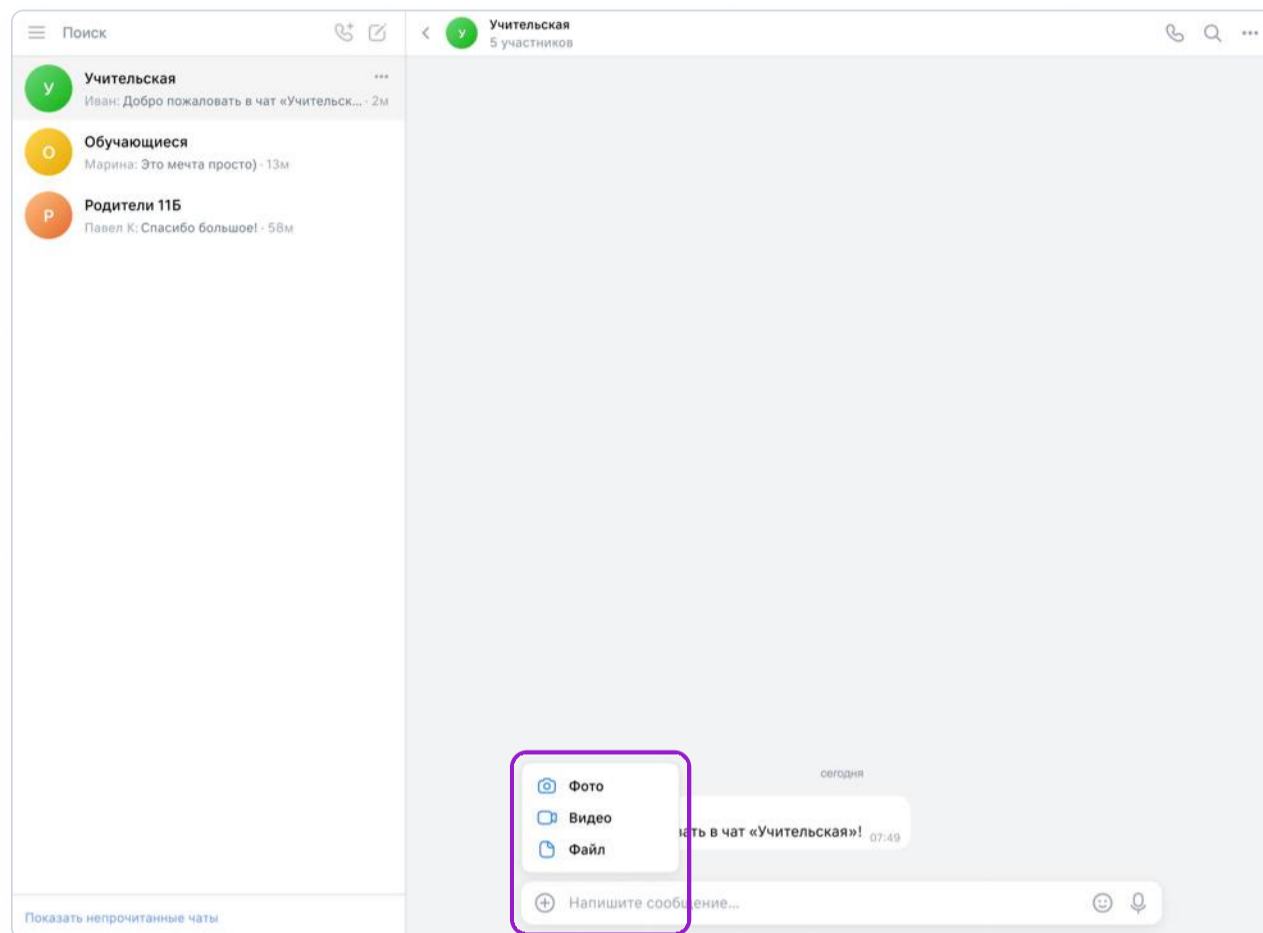 Поиск
У
Учительская
Иван: Добро пожаловать в чат «Учительск... · 2м
О
Обучающиеся
Марина: Это мечта просто) · 13м
Р
Родители 11Б
Павел К: Спасибо большое! · 58м
Показать непрочитанные чаты
У
Учительская
5 участников
сегодня
Фото
Видео
Файл
в чат «Учительская»! 07:49
Напишите сообщение...